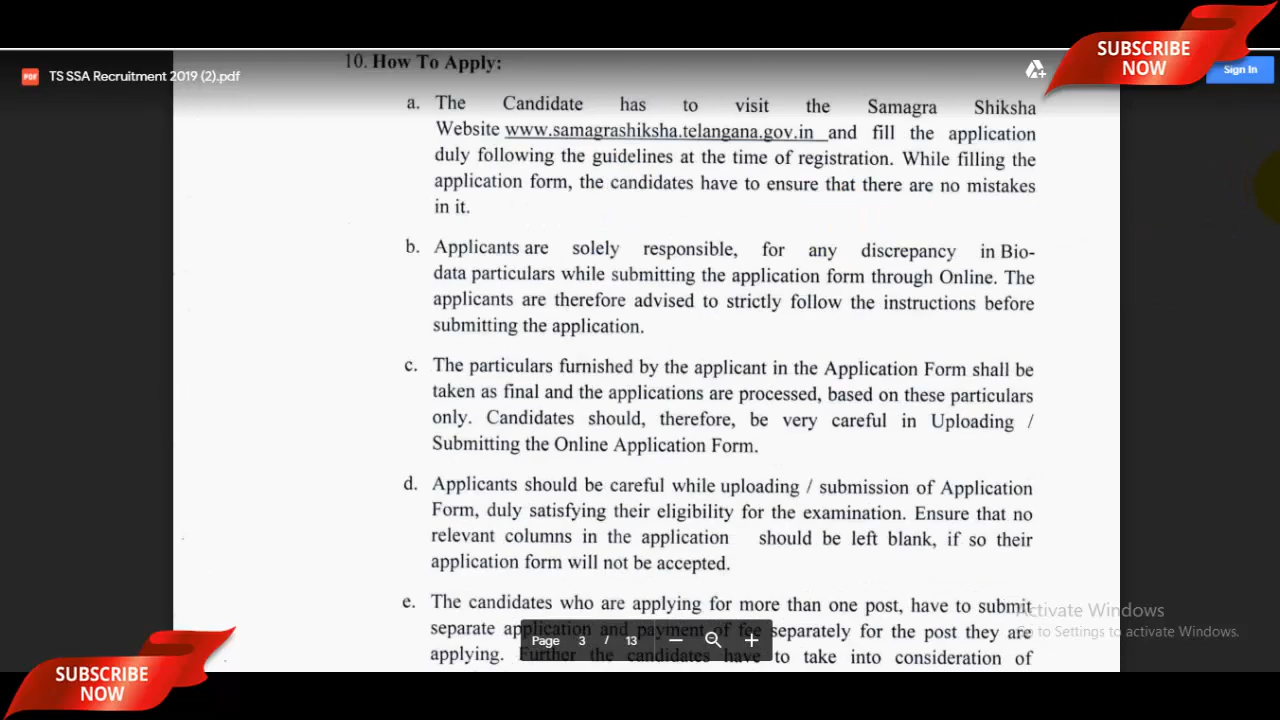 SUBSCRIBE
NOW
TS SSA Recruitment 2019 (2).pdf
Sign In
10. How To Apply:
a. The Candidate has to visit the Samagra Shiksha
Website www.samagrashiksha.telangana.gov.in and fill the application
duly following the guidelines at the time of registration. While filling the
application form, the candidates have to ensure that there are no mistakes
in it.
b. Applicants are solely responsible, for any discrepancy in Bio-
data particulars while submitting the application form through Online. The
applicants are therefore advised to strictly follow the instructions before
submitting the application.
c. The particulars furnished by the applicant in the Application Form shall be
taken as final and the applications are processed, based on these particulars
only. Candidates should, therefore, be very careful in Uploading /
Submitting the Online Application Form.
d. Applicants should be careful while uploading / submission of Application
Form, duly satisfying their eligibility for the examination. Ensure that no
relevant columns in the application should be left blank, if so their
application form will not be accepted.
e. The candidates who are applying for more than one post, have to submit
separate application and payment of fee separately for the post they are
applying. Further the candidates have to take into consideration of
Page 3 / 13
Activate Windows
Go to Settings to activate Windows.
SUBSCRIBE
NOW